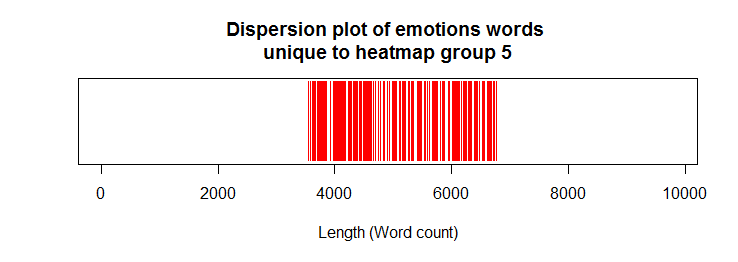 Dispersion plot of emotions words
unique to heatmap group 5
0 2000 4000 6000 8000 10000
Length (Word count)